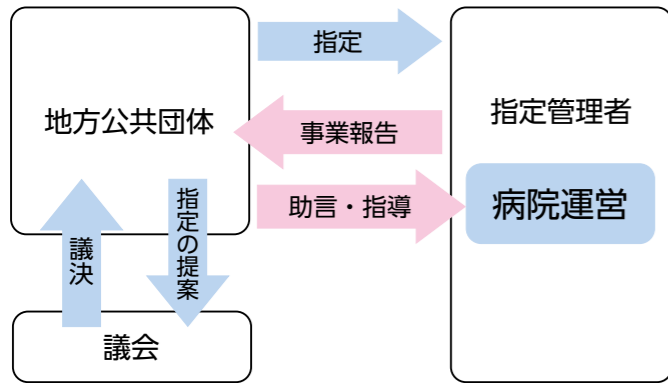 指定
地方公共団体
事業報告
指定管理者
助言・指導
病院運営
議決
指定の提案
議会